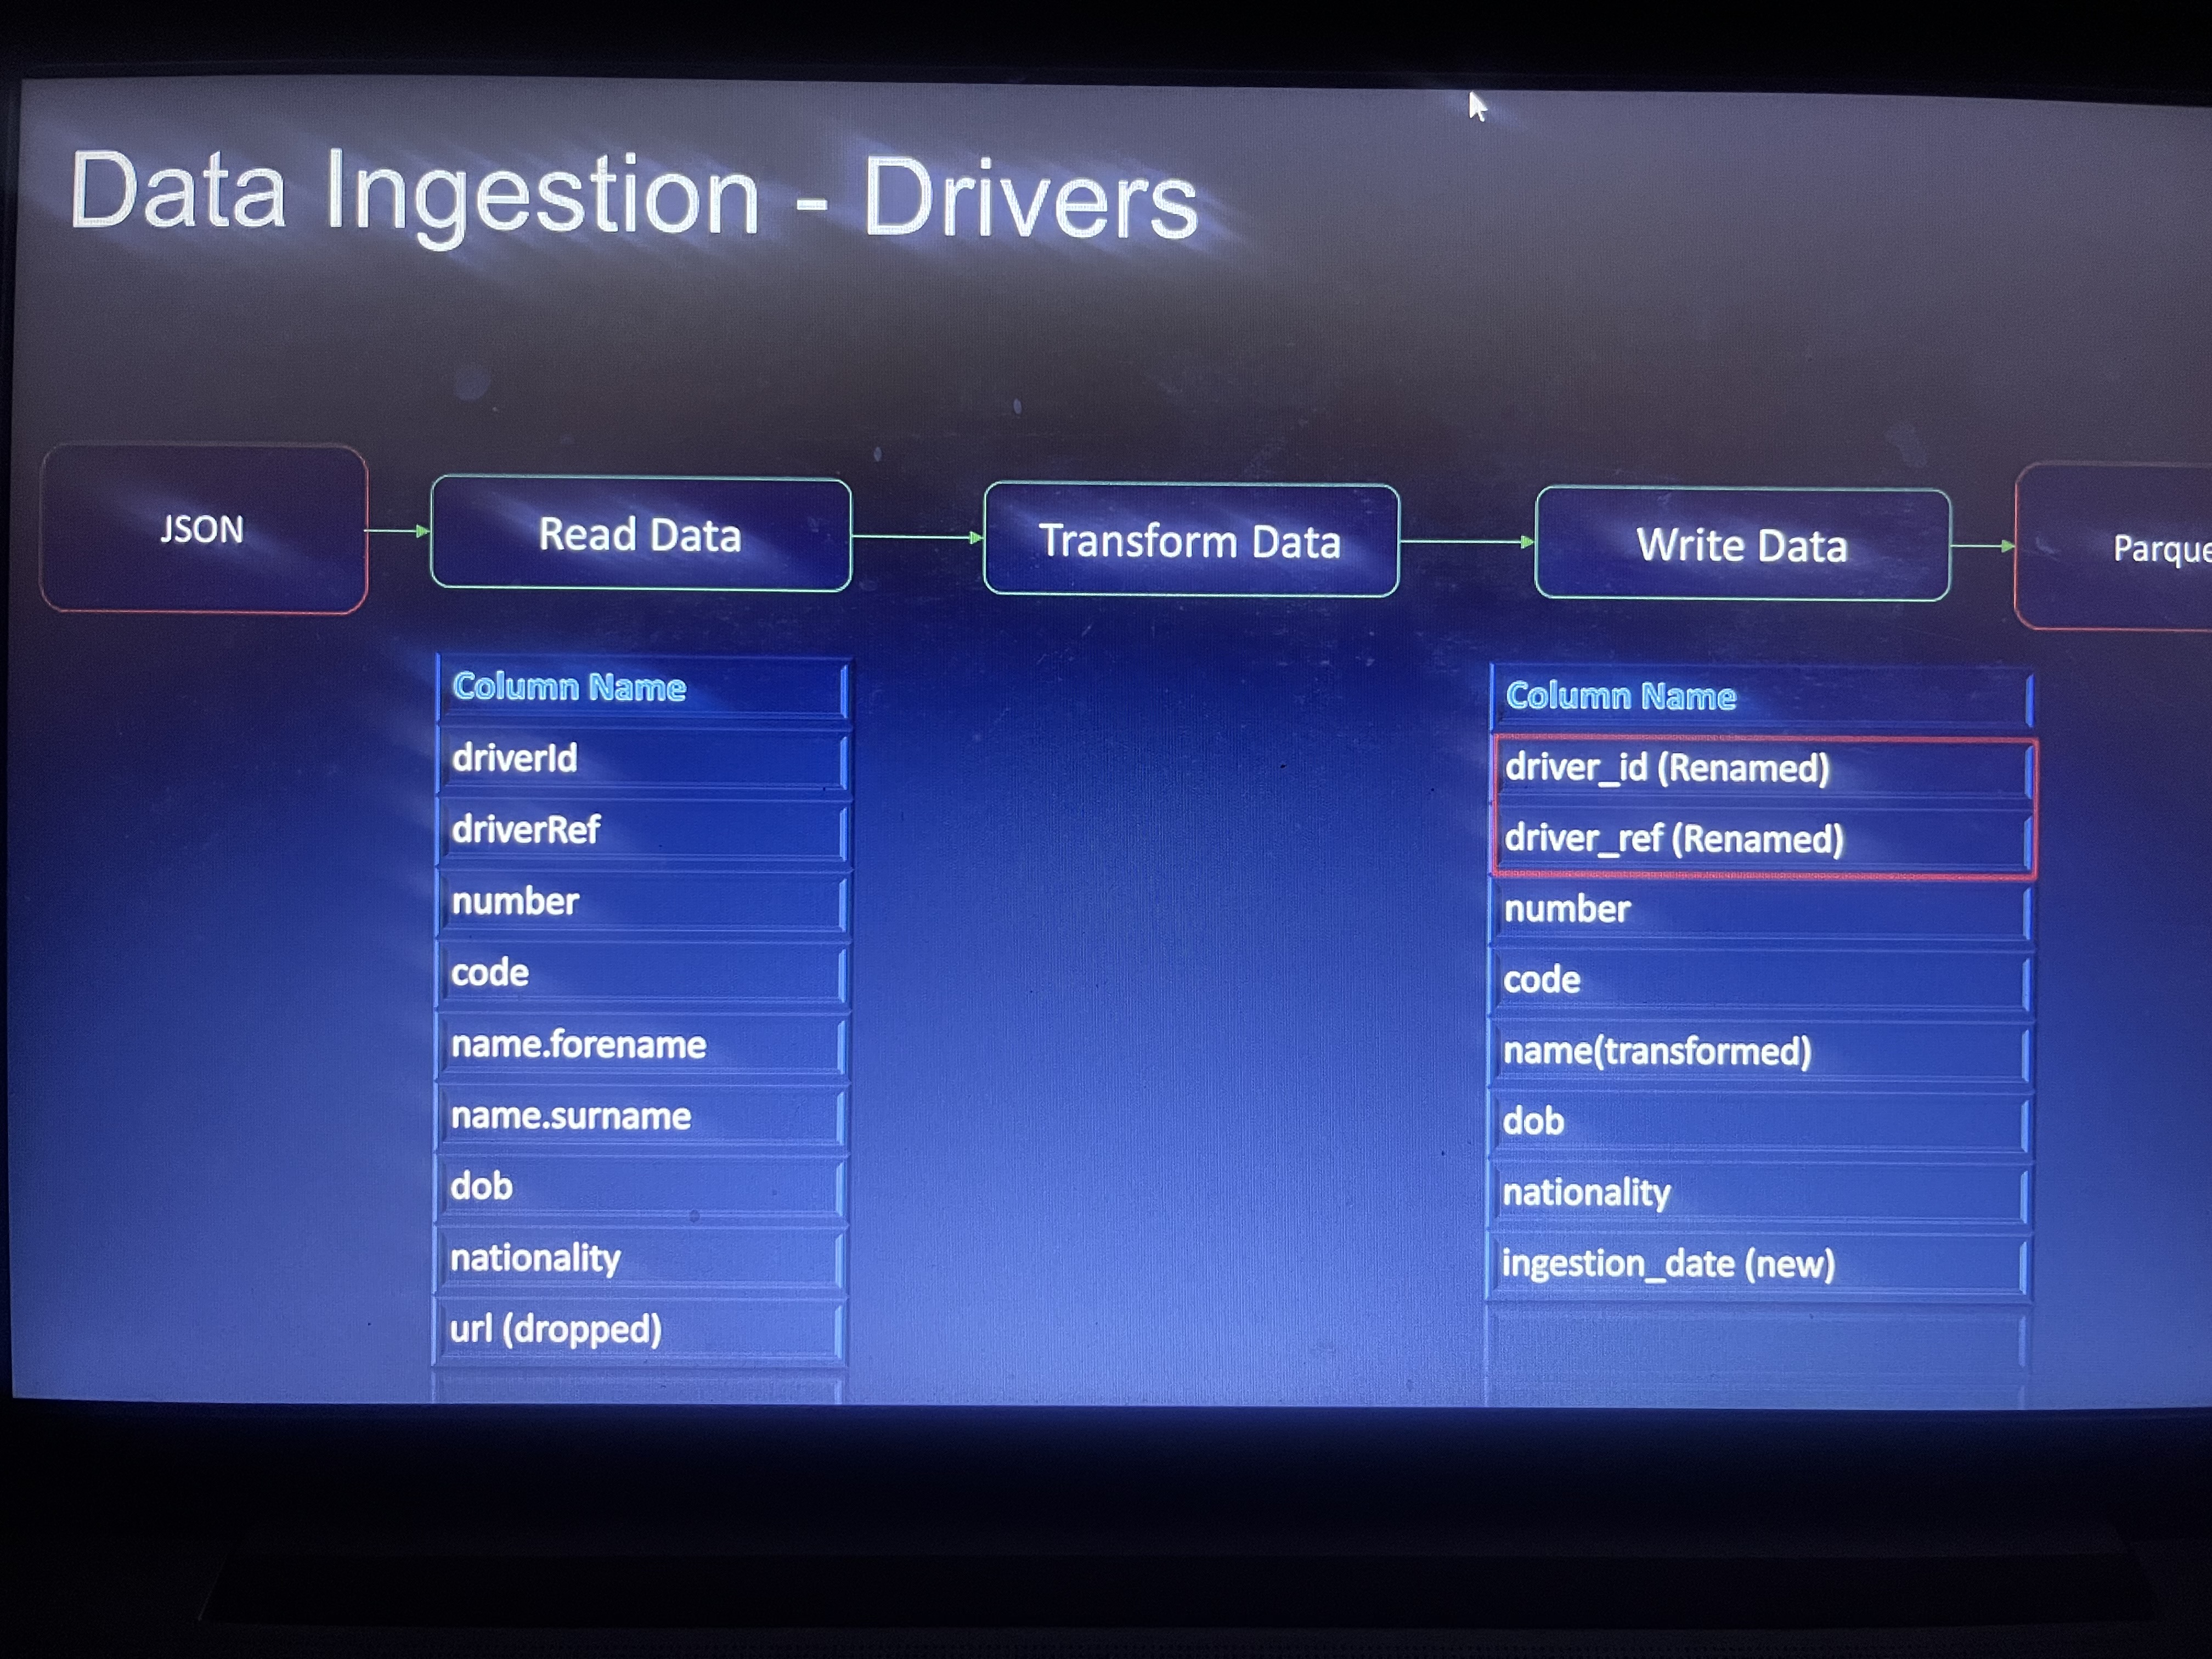 Data Ingestion - Drivers
JSON
Read Data
Transform Data
Write Data
Parque
Column Name
driverId
driverRef
number
code
name.forename
name.surname
dob
nationality
url (dropped)
Column Name
driver_id (Renamed)
driver_ref (Renamed)
number
code
name(transformed)
dob
nationality
ingestion_date (new)